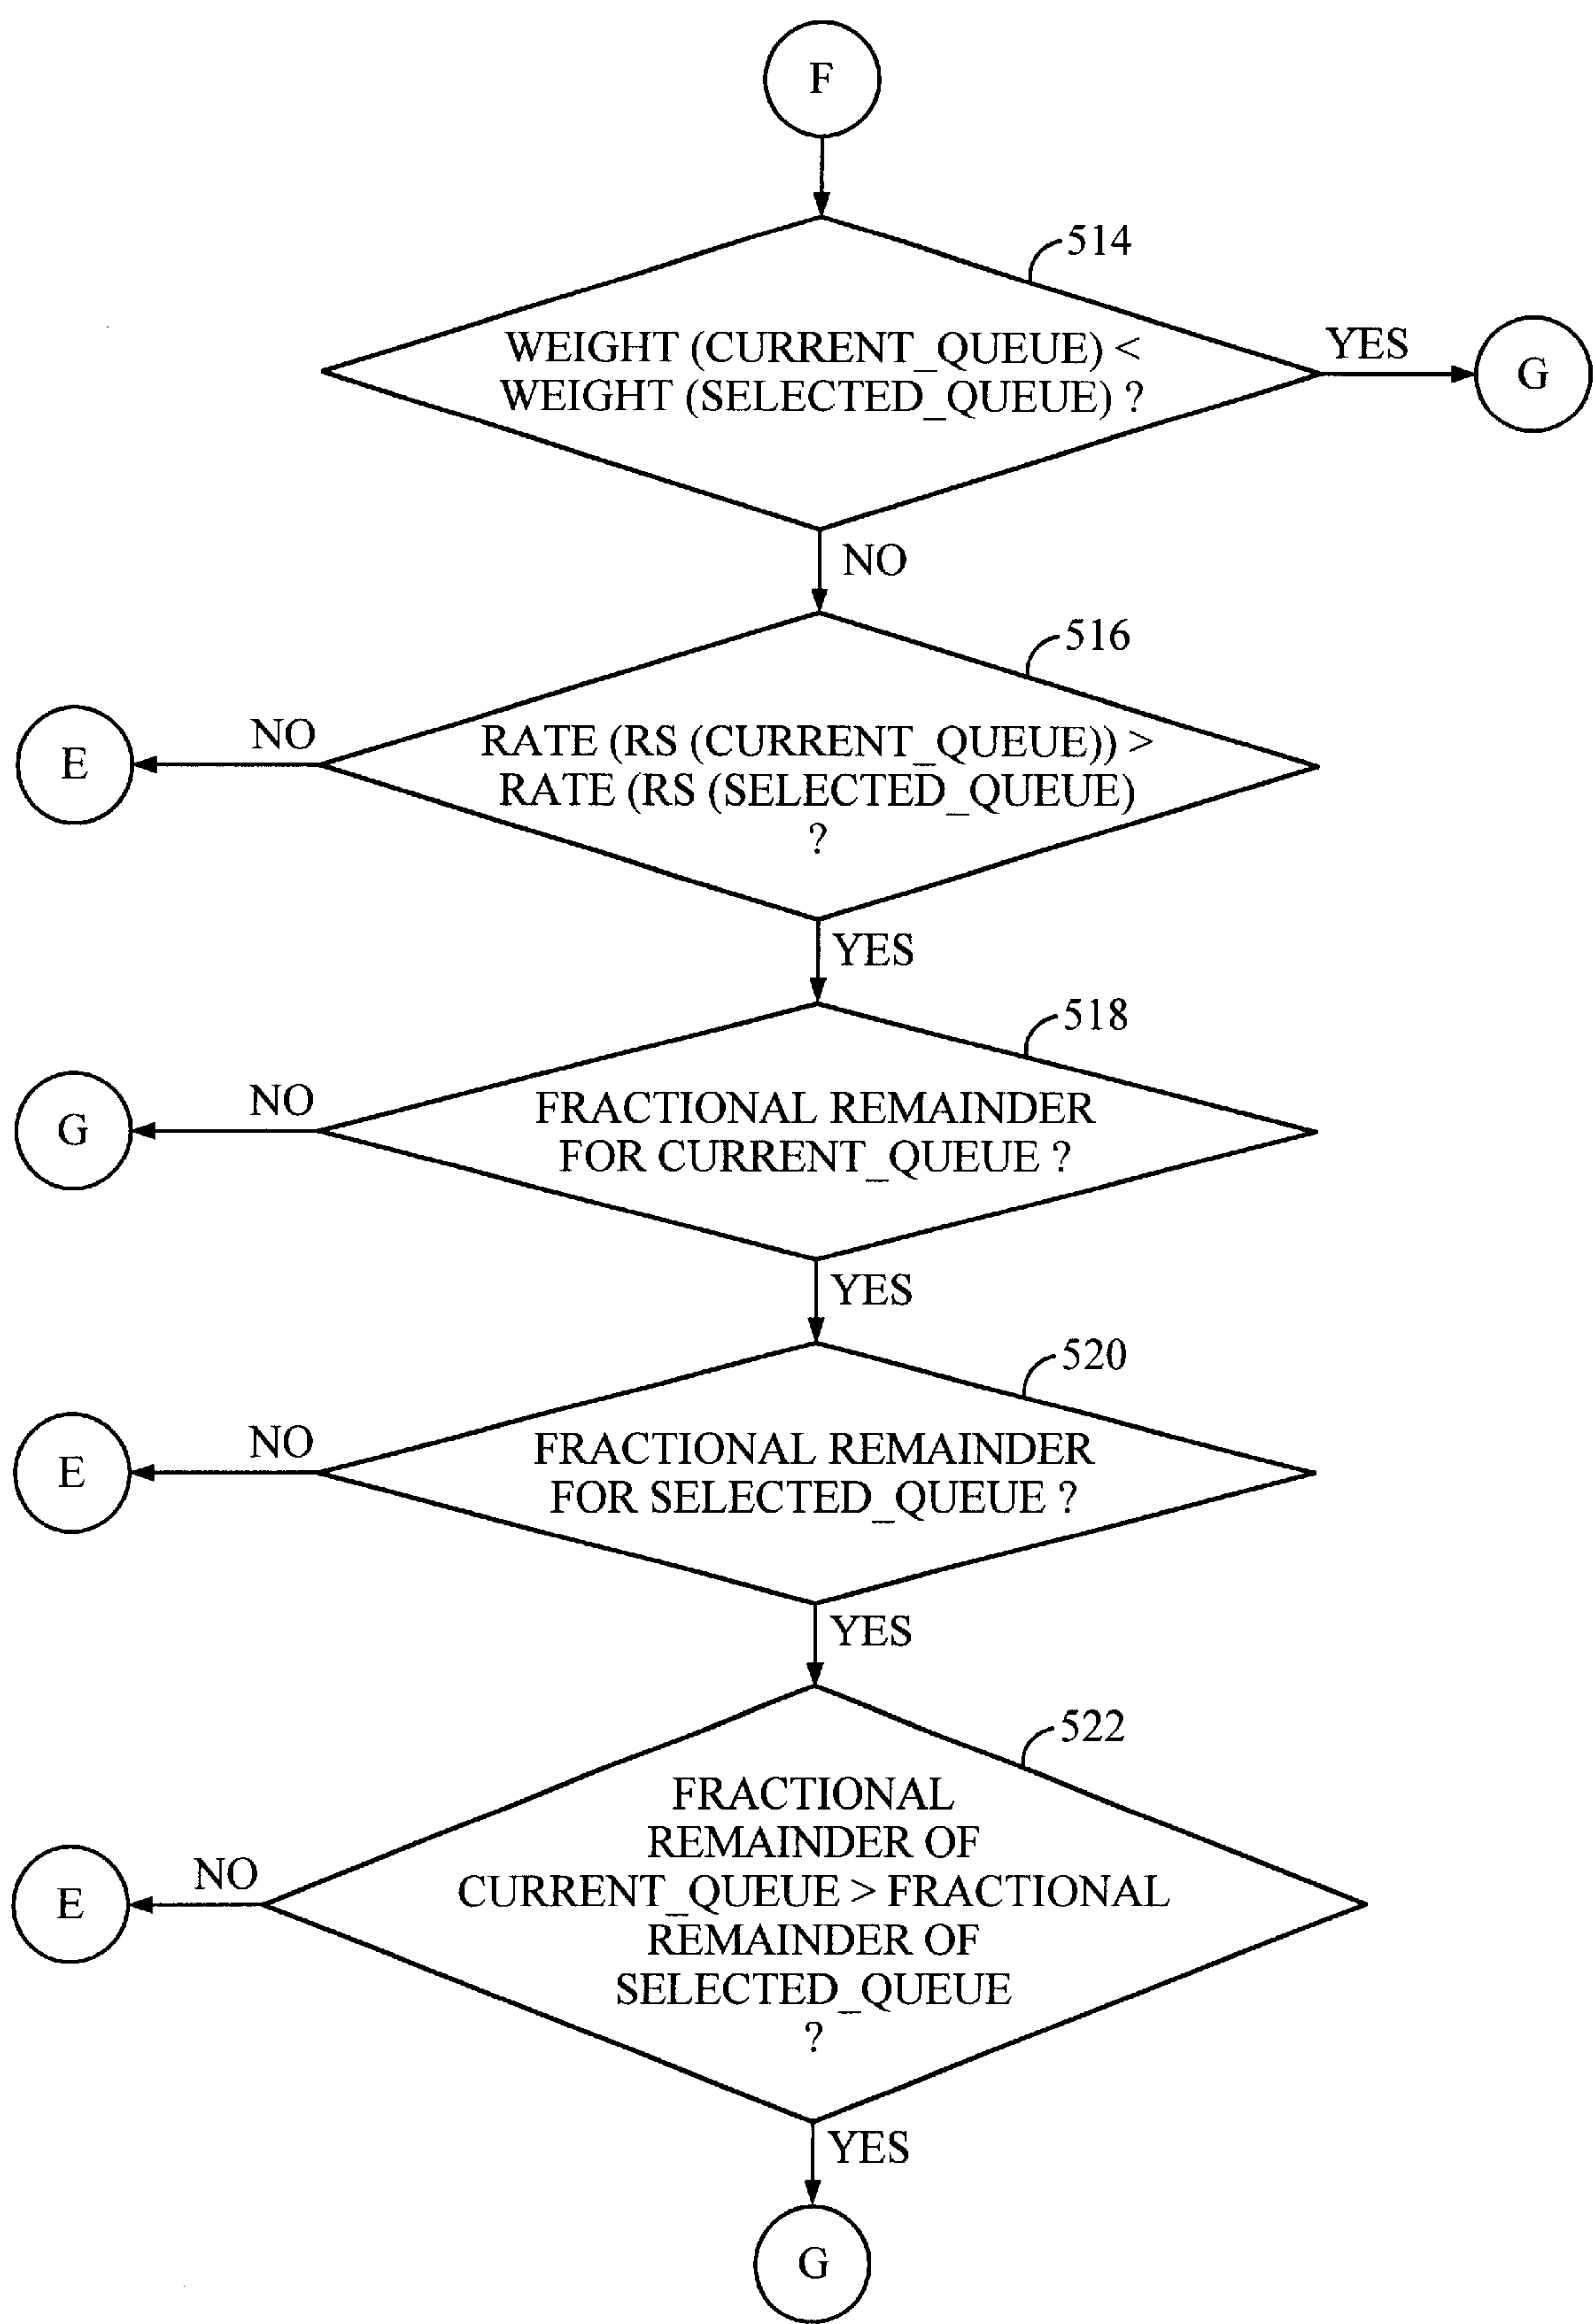 F
514
WEIGHT (CURRENT_QUEUE) <
WEIGHT (SELECTED_QUEUE) ?
YES
G
NO
516
RATE (RS (CURRENT_QUEUE)) >
RATE (RS (SELECTED_QUEUE)
?
NO
E
YES
518
FRACTIONAL REMAINDER
FOR CURRENT_QUEUE ?
NO
G
YES
520
FRACTIONAL REMAINDER
FOR SELECTED_QUEUE ?
NO
E
YES
522
FRACTIONAL
REMAINDER OF
CURRENT_QUEUE > FRACTIONAL
REMAINDER OF
SELECTED_QUEUE
?
NO
E
YES
G